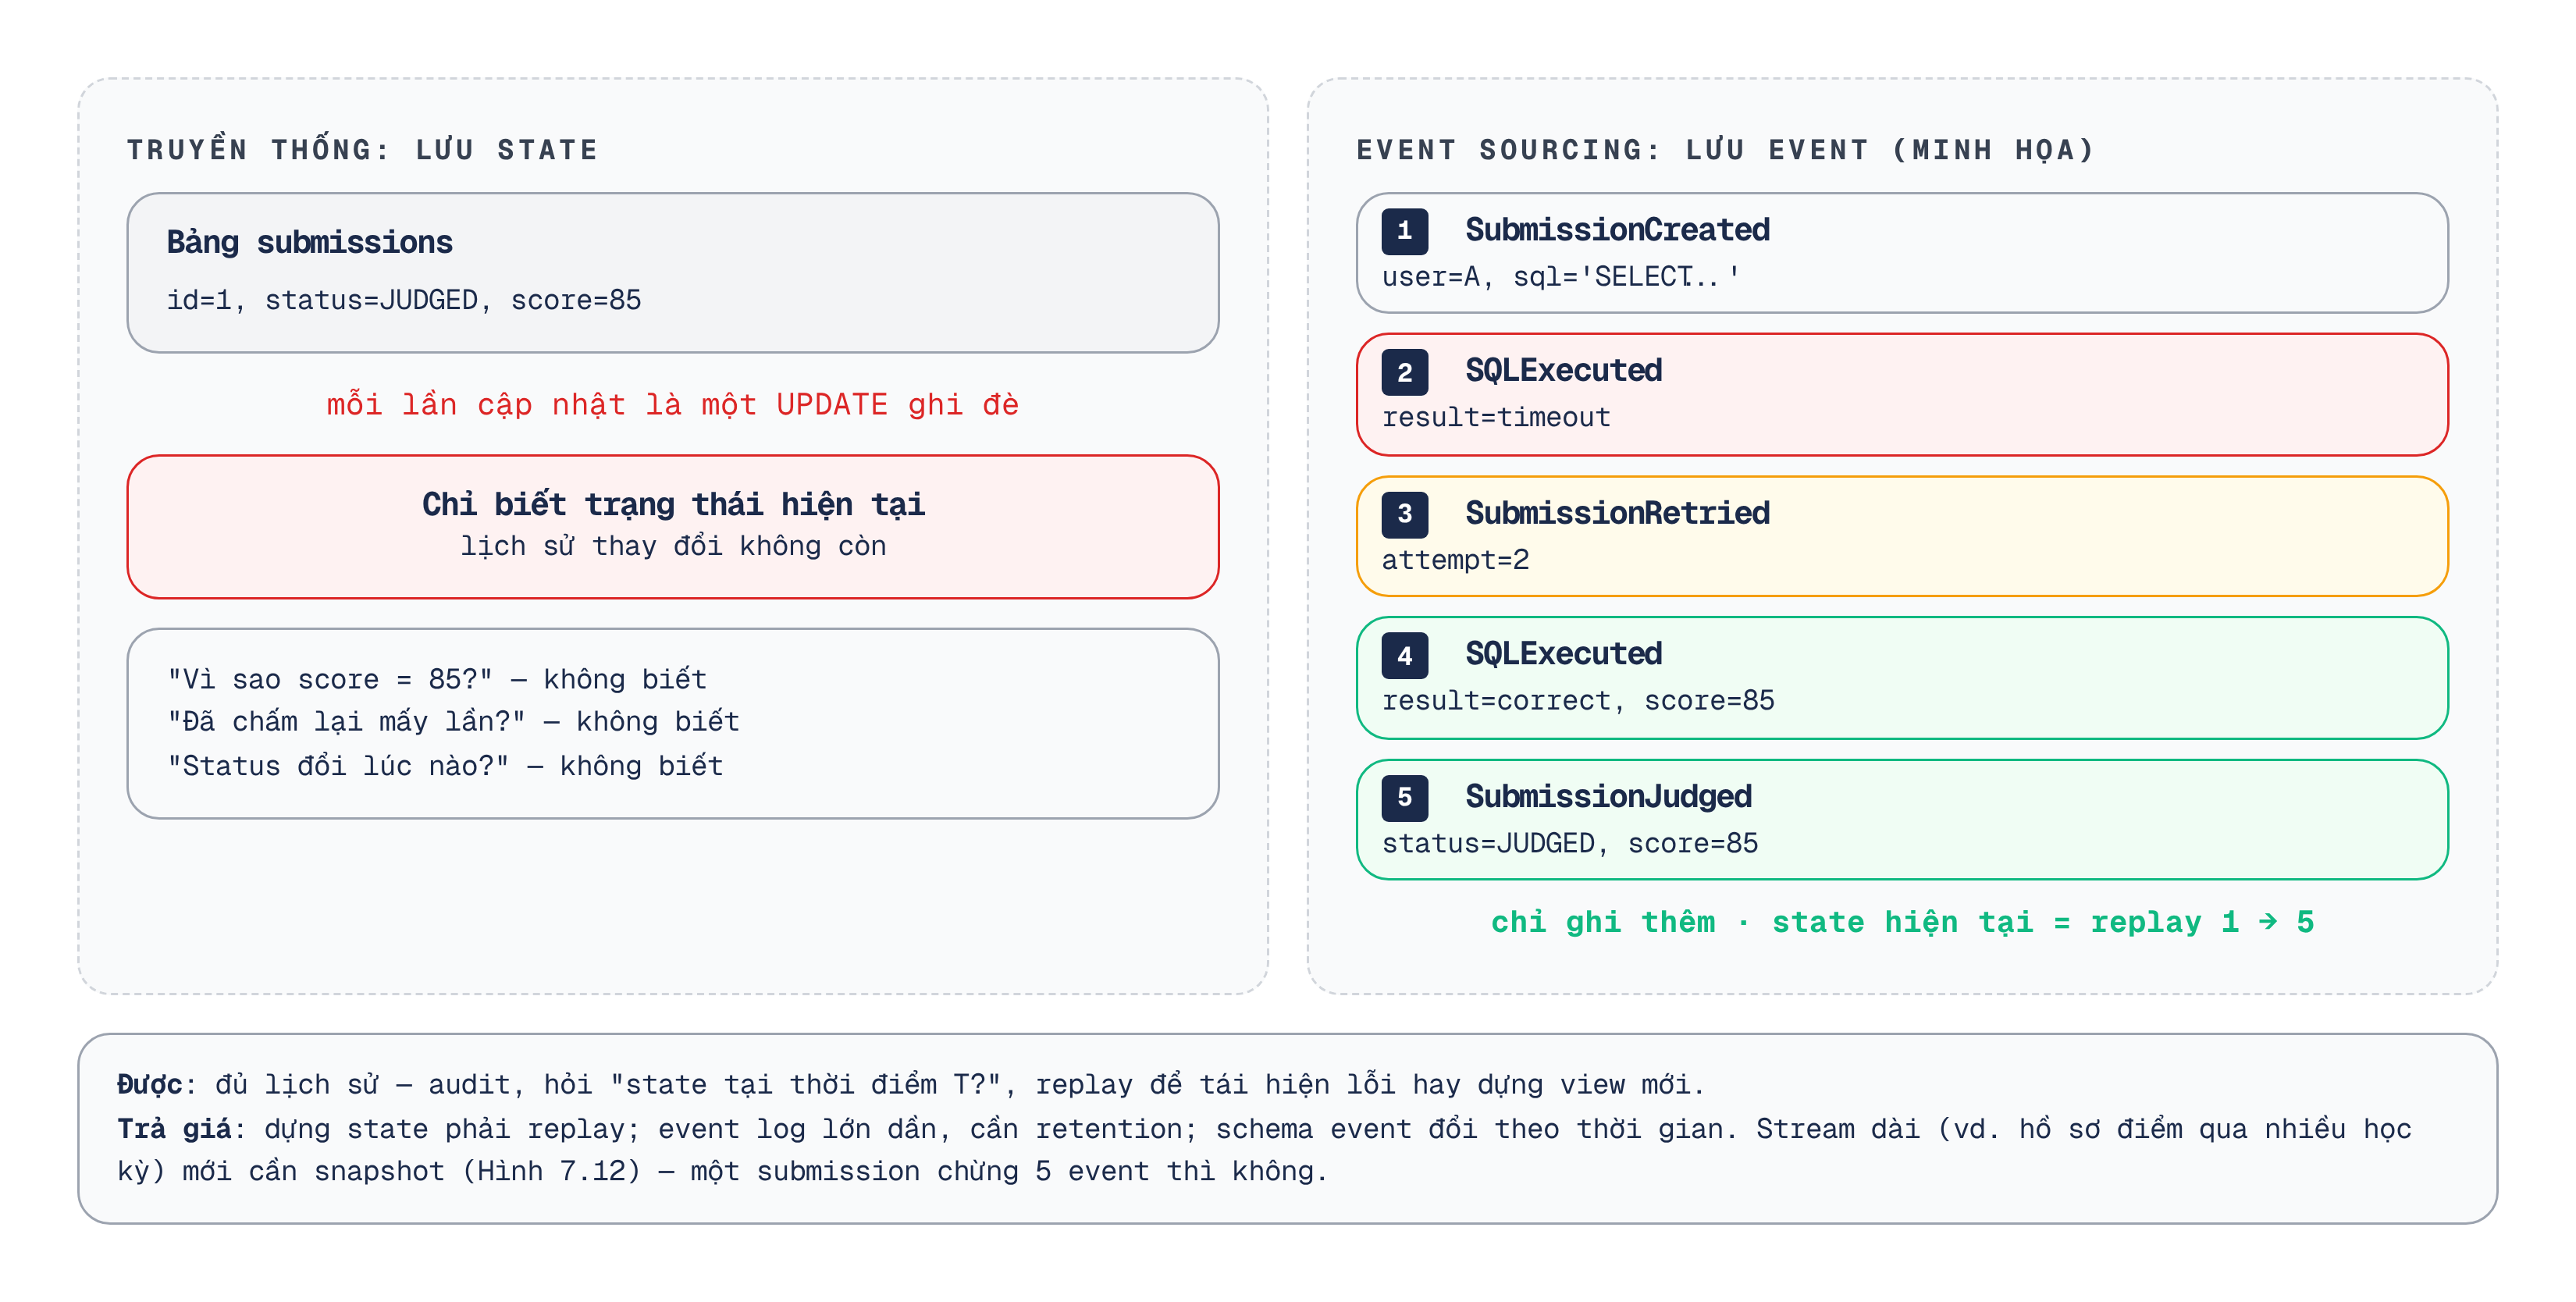 TRUYỀN THỐNG: LƯU STATE
Bảng submissions
id=1, status=JUDGED, score=85
mỗi lần cập nhật là một UPDATE ghi đè
Chỉ biết trạng thái hiện tại
lịch sử thay đổi không còn
"Vì sao score = 85?" — không biết
"Đã chấm lại mấy lần?" — không biết
"Status đổi lúc nào?" — không biết
EVENT SOURCING: LƯU EVENT (MINH HỌA)
1 SubmissionCreated
user=A, sql='SELECT...'
2 SQLExecuted
result=timeout
3 SubmissionRetried
attempt=2
4 SQLExecuted
result=correct, score=85
5 SubmissionJudged
status=JUDGED, score=85
chỉ ghi thêm · state hiện tại = replay 1 → 5
Được: đủ lịch sử — audit, hỏi "state tại thời điểm T?", replay để tái hiện lỗi hay dựng view mới.
Trả giá: dựng state phải replay; event log lớn dần, cần retention; schema event đổi theo thời gian. Stream dài (vd. hồ sơ điểm qua nhiều học
kỳ) mới cần snapshot (Hình 7.12) — một submission chừng 5 event thì không.